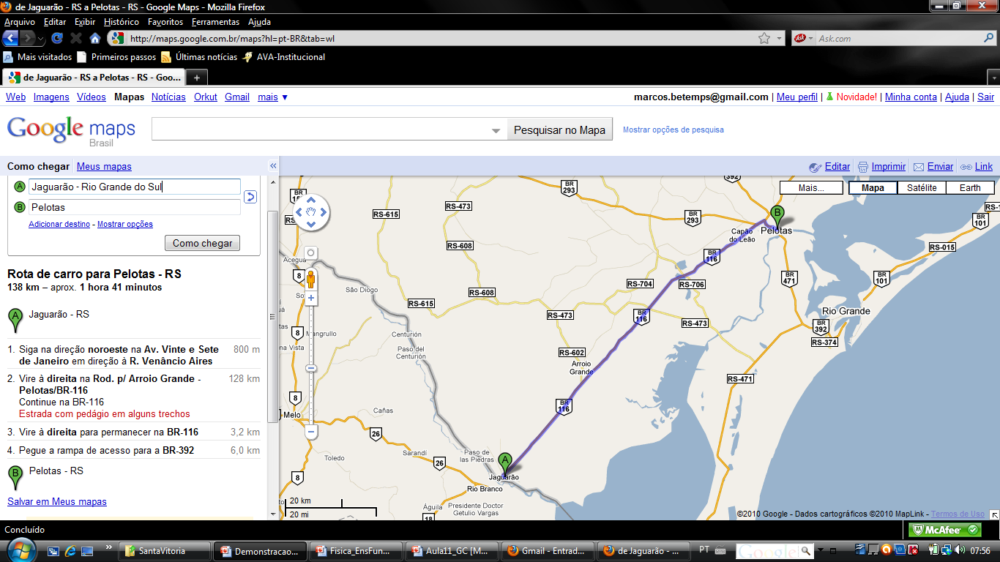 de Jaguarão - RS a Pelotas - RS - Google Maps - Mozilla Firefox
Arquivo Editar Exibir Histórico Favoritos Ferramentas Ajuda
http://maps.google.com.br/maps?hl=pt-BR&tab=wl
Ask Ask.com
Mais visitados Primeiros passos Últimas notícias AVA-Institucional
de Jaguarão - RS a Pelotas - RS - Goo...
Web Imagens Vídeos Mapas Notícias Orkut Gmail mais ▼
marcos.betemps@gmail.com | Meu perfil | Novidade! | Minha conta | Ajuda | Sair
Google maps
Brasil
Pesquisar no Mapa
Mostrar opções de pesquisa
Como chegar Meus mapas «
Editar Imprimir Enviar Link
A Jaguarão - Rio Grande do Sul
B Pelotas
Adicionar destino - Mostrar opções
Como chegar
Rota de carro para Pelotas - RS
138 km – aprox. 1 hora 41 minutos
A Jaguarão - RS
1. Siga na direção noroeste na Av. Vinte e Sete 800 m
de Janeiro em direção à R. Venâncio Aires
2. Vire à direita na Rod. p/ Arroio Grande - 128 km
Pelotas/BR-116
Continue na BR-116
Estrada com pedágio em alguns trechos
3. Vire à direita para permanecer na BR-116 3,2 km
4. Pegue a rampa de acesso para a BR-392 6,0 km
B Pelotas - RS
Salvar em Meus mapas
Mais... Mapa Satélite Earth
BR 293
392
RS-473
RS-615
BR 293
B
BR 101
Pelotas
Capão do Leão
RS-608
RS-015
BR 116
Acegua
8
BR 471
BR 101
RS-704
RS-706
São Diogo
RS-608
RS-615
Rio Grande
RS-473
BR 116
RS-473
BR 392
RS-374
8
Mangrullo
Centurión
Paso del Centurión
RS-602
Arroio Grande
RS-471
8
BR 116
Melo
Cañas
26
Paso de las Piedras
A
Toledo
Sarandí
26
Jaguarão
8
Rio Branco
20 km
20 mi
Águila
Presidente Doctor Getulio Vargas
18
©2010 Google - Dados cartográficos ©2010 MapLink - Termos de Uso
Concluído
McAfee
SantaVitoria
Demonstracao...
Fisica_EnsFun...
Aula11_GC [M...
Gmail - Entrad...
de Jaguarão - ...
PT
Google
07:56